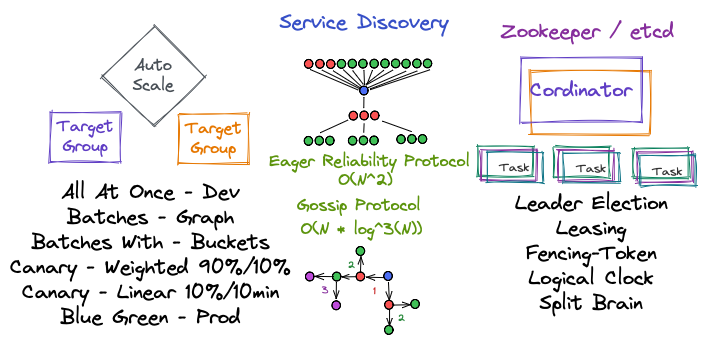 Auto
Scale
Target
Group
Target
Group
All At Once - Dev
Batches - Graph
Batches With - Buckets
Canary - Weighted 90%/10%
Canary - Linear 10%/10min
Blue Green - Prod
Service Discovery
Eager Reliability Protocol
O(N^2)
Gossip Protocol
O(N * log^3(N))
2
3
1
2
Zookeeper / etcd
Cordinator
Task
Task
Task
Leader Election
Leasing
Fencing-Token
Logical Clock
Split Brain